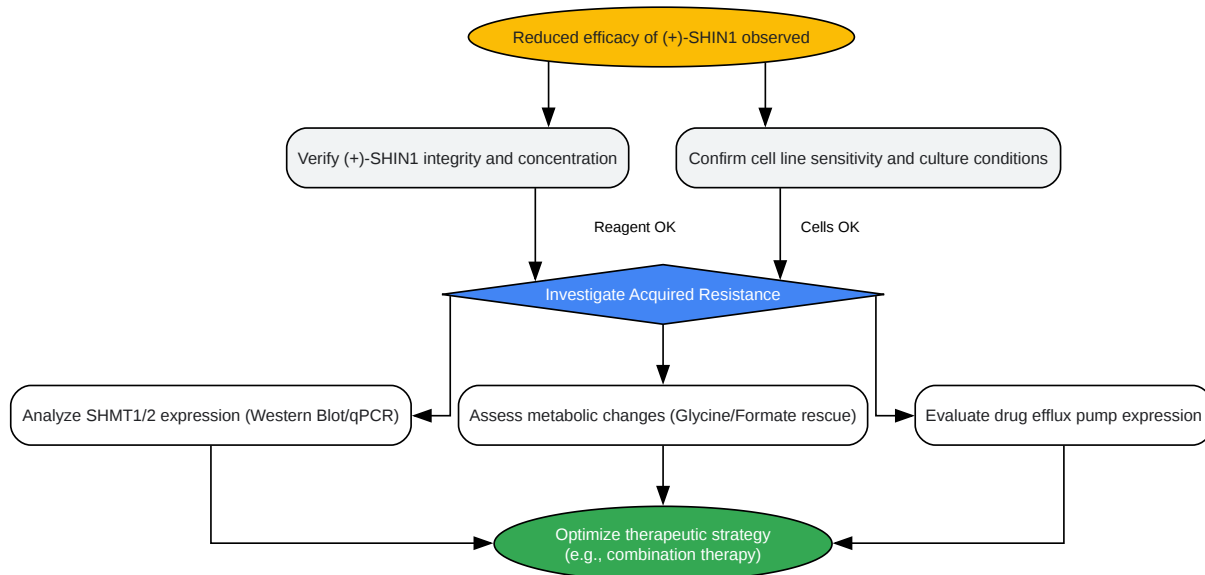 Reduced efficacy of (+)-SHIN1 observed
Verify (+)-SHIN1 integrity and concentration
Confirm cell line sensitivity and culture conditions
Reagent OK
Cells OK
Investigate Acquired Resistance
Analyze SHMT1/2 expression (Western Blot/qPCR)
Assess metabolic changes (Glycine/Formate rescue)
Evaluate drug efflux pump expression
Optimize therapeutic strategy
(e.g., combination therapy)